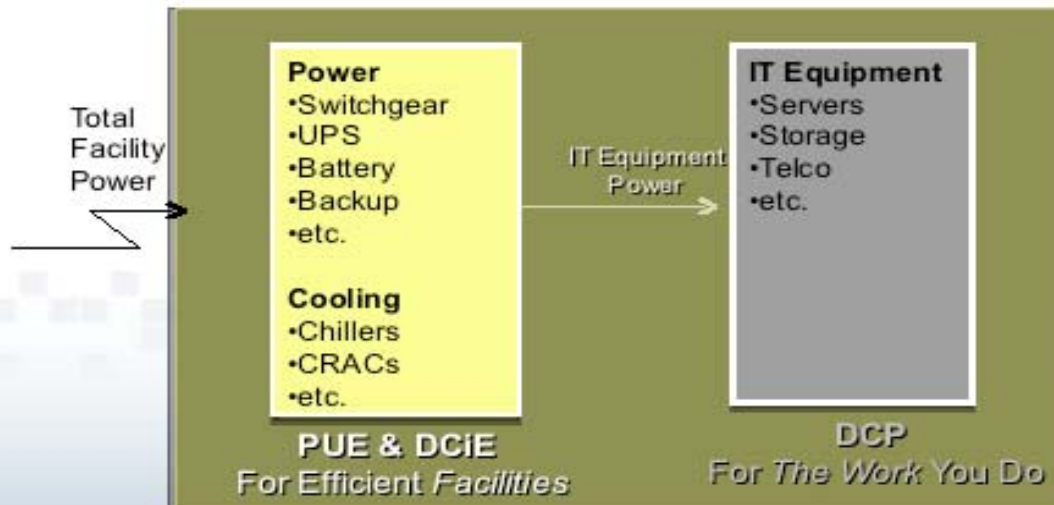 Total
Facility
Power
Power
•Switchgear
•UPS
•Battery
•Backup
•etc.
Cooling
•Chillers
•CRACs
•etc.
PUE & DCiE
For Efficient Facilities
IT Equipment
Power
IT Equipment
•Servers
•Storage
•Telco
•etc.
DCP
For The Work You Do